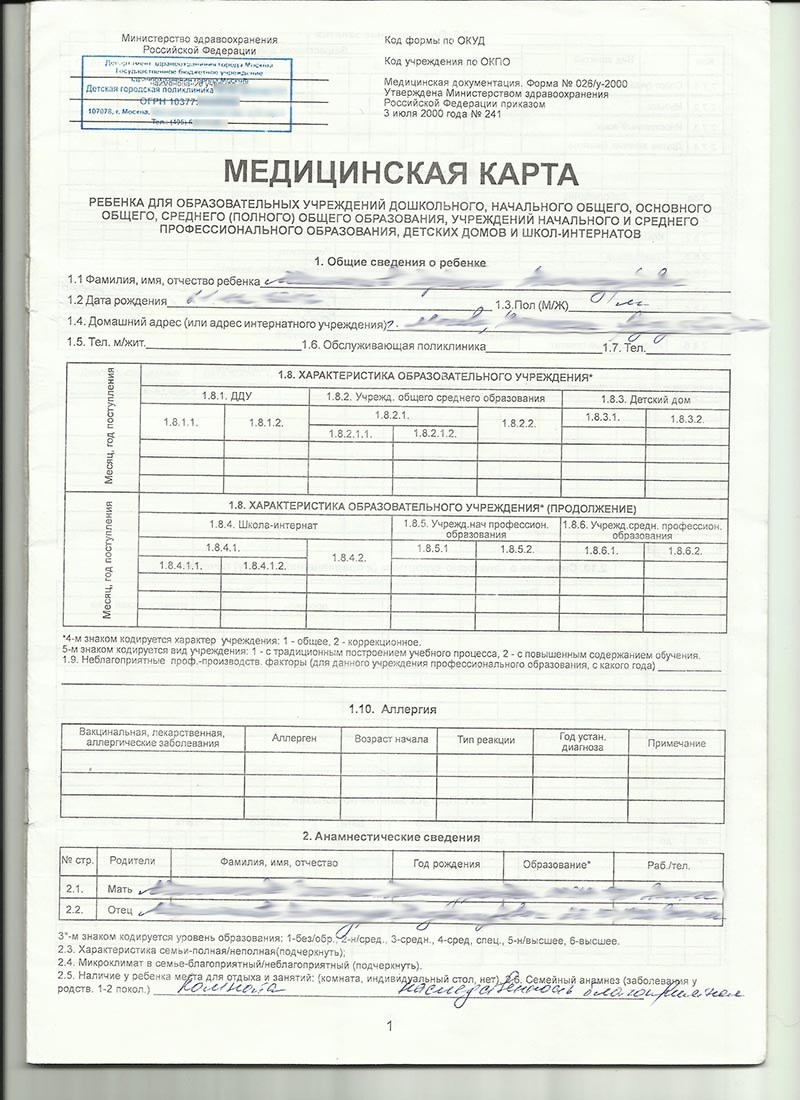 Министерство здравоохранения
Российской Федерации
Код формы по ОКУД
Код учреждения по ОКПО
Медицинская документация. Форма № 026/у-2000
Утверждена Министерством здравоохранения
Российской Федерации приказом
3 июля 2000 года № 241
Департамент здравоохранения города Москвы
Государственное бюджетное учреждение
здравоохранения города Москвы
Детская городская поликлиника
ОГРН 10377
107078, г. Москва,
Тел.: (495)
МЕДИЦИНСКАЯ КАРТА
РЕБЕНКА ДЛЯ ОБРАЗОВАТЕЛЬНЫХ УЧРЕЖДЕНИЙ ДОШКОЛЬНОГО, НАЧАЛЬНОГО ОБЩЕГО, ОСНОВНОГО
ОБЩЕГО, СРЕДНЕГО (ПОЛНОГО) ОБЩЕГО ОБРАЗОВАНИЯ, УЧРЕЖДЕНИЙ НАЧАЛЬНОГО И СРЕДНЕГО
ПРОФЕССИОНАЛЬНОГО ОБРАЗОВАНИЯ, ДЕТСКИХ ДОМОВ И ШКОЛ-ИНТЕРНАТОВ
1. Общие сведения о ребенке
1.1 Фамилия, имя, отчество ребенка
1.2 Дата рождения 1.3.Пол (М/Ж)
1.4. Домашний адрес (или адрес интернатного учреждения)
1.5. Тел. м/жит. 1.6. Обслуживающая поликлиника 1.7. Тел.
Месяц, год поступления
1.8. ХАРАКТЕРИСТИКА ОБРАЗОВАТЕЛЬНОГО УЧРЕЖДЕНИЯ*
1.8.1. ДДУ 1.8.2. Учрежд. общего среднего образования 1.8.3. Детский дом
1.8.1.1. 1.8.1.2. 1.8.2.1. 1.8.2.2. 1.8.3.1. 1.8.3.2.
1.8.2.1.1. 1.8.2.1.2.
Месяц, год поступления
1.8. ХАРАКТЕРИСТИКА ОБРАЗОВАТЕЛЬНОГО УЧРЕЖДЕНИЯ* (ПРОДОЛЖЕНИЕ)
1.8.4. Школа-интернат 1.8.5. Учрежд.нач профессион. образования 1.8.6. Учрежд.средн. профессион. образования
1.8.4.1. 1.8.4.2. 1.8.5.1 1.8.5.2. 1.8.6.1. 1.8.6.2.
1.8.4.1.1. 1.8.4.1.2.
*4-м знаком кодируется характер учреждения: 1 - общее, 2 - коррекционное.
5-м знаком кодируется вид учреждения: 1 - с традиционным построением учебного процесса, 2 - с повышенным содержанием обучения.
1.9. Неблагоприятные проф.-производств. факторы (для данного учреждения профессионального образования, с какого года)
1.10. Аллергия
Вакцинальная, лекарственная, аллергические заболевания Аллерген Возраст начала Тип реакции Год устан. диагноза Примечание
2. Анамнестические сведения
№ стр. Родители Фамилия, имя, отчество Год рождения Образование* Раб./тел.
2.1. Мать
2.2. Отец
3*-м знаком кодируется уровень образования: 1-без/обр., 2-н/сред., 3-средн., 4-сред, спец., 5-н/высшее, 6-высшее.
2.3. Характеристика семьи-полная/неполная(подчеркнуть);
2.4. Микроклимат в семье-благоприятный/неблагоприятный (подчеркнуть).
2.5. Наличие у ребенка места для отдыха и занятий: (комната, индивидуальный стол, нет) 2.6. Семейный анамнез (заболевания у
родств. 1-2 покол.) комната наследственность благоприятная
1